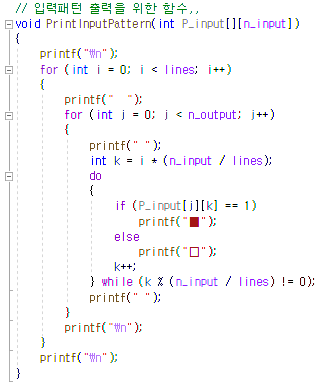 // 입력패턴 출력을 위한 함수,,
void PrintInputPattern(int P_input[][n_input])
{
printf("\n");
for (int i = 0; i < lines; i++)
{
printf("  ");
for (int j = 0; j < n_output; j++)
{
printf(" ");
int k = i * (n_input / lines);
do
{
if (P_input[j][k] == 1)
printf("■");
else
printf("□");
k++;
} while (k % (n_input / lines) != 0);
printf(" ");
}
printf("\n");
}
printf("\n");
}